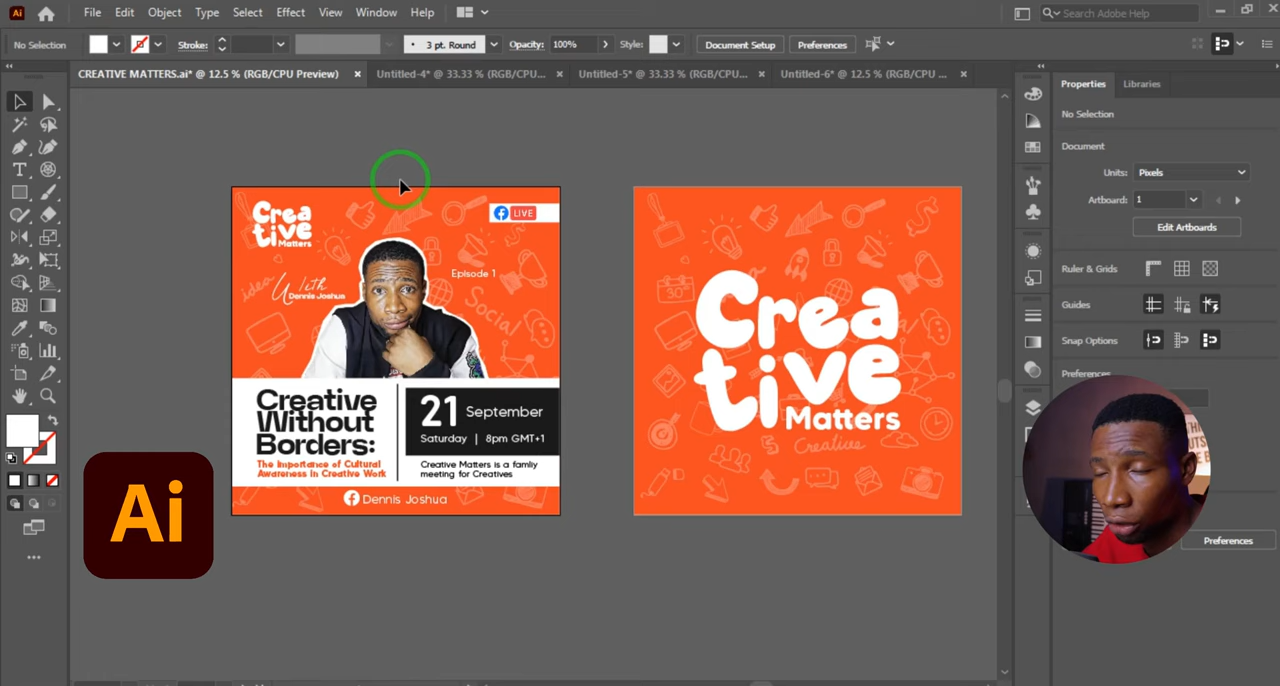 Ai File Edit Object Type Select Effect View Window Help Search Adobe Help
No Selection Stroke: 3 pt. Round Opacity: 100% Style: Document Setup Preferences
CREATIVE MATTERS.ai* @ 12.5 % (RGB/CPU Preview) × Untitled-4* @ 33.33 % (RGB/CPU... × Untitled-5* @ 33.33 % (RGB/CPU... × Untitled-6* @ 12.5 % (RGB/CPU ... ×
Properties Libraries
No Selection
Document
Units: Pixels
Artboard: 1
Edit Artboards
Ruler & Grids
Guides
Snap Options
Preferences
Preferences
Crea
tive
Matters
LIVE
Episode 1
With
Dennis Joshua
idea
Social
Creative
Without
Borders:
The Importance of Cultural
Awareness in Creative Work
21 September
Saturday | 8pm GMT+1
Creative Matters is a famliy
meeting for Creatives
Dennis Joshua
Crea
tive
Matters
Creative
Ai